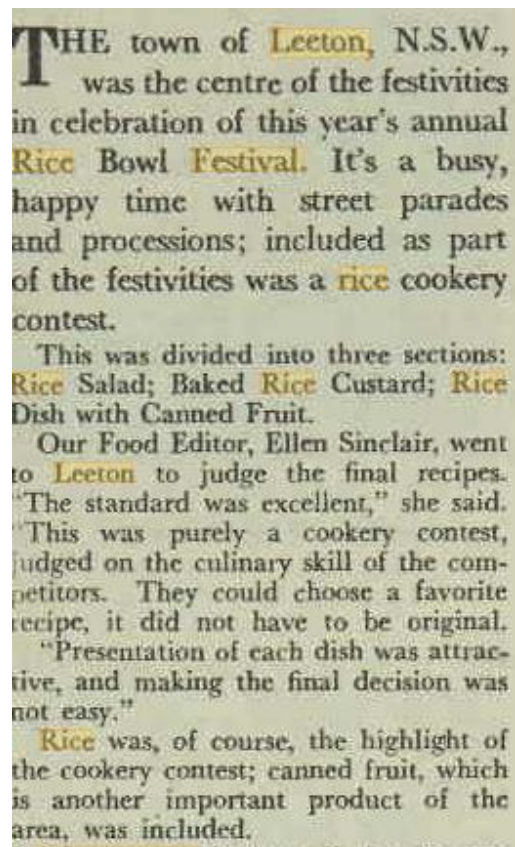 THE town of Leeton, N.S.W.,
was the centre of the festivities
in celebration of this year's annual
Rice Bowl Festival. It's a busy,
happy time with street parades
and processions; included as part
of the festivities was a rice cookery
contest.
This was divided into three sections:
Rice Salad; Baked Rice Custard; Rice
Dish with Canned Fruit.
Our Food Editor, Ellen Sinclair, went
to Leeton to judge the final recipes.
"The standard was excellent," she said.
"This was purely a cookery contest,
judged on the culinary skill of the com-
petitors. They could choose a favorite
recipe, it did not have to be original.
"Presentation of each dish was attrac-
tive, and making the final decision was
not easy."
Rice was, of course, the highlight of
the cookery contest; canned fruit, which
is another important product of the
area, was included.